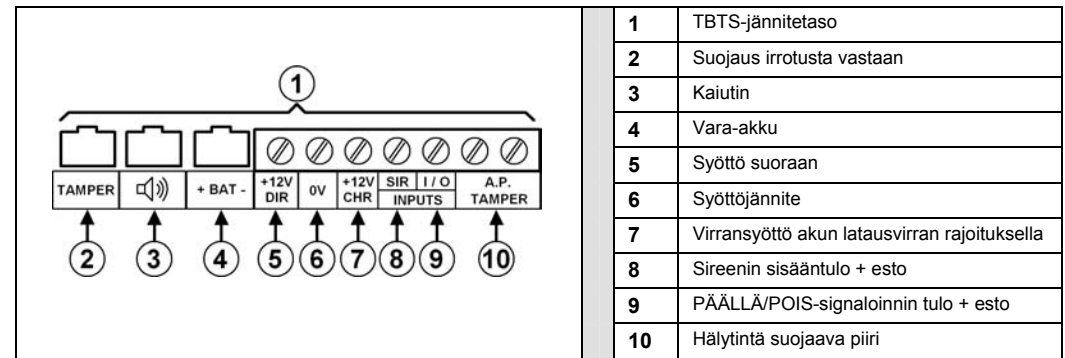 1
TAMPER + BAT - +12V DIR 0V +12V CHR SIR I / O INPUTS A.P. TAMPER
2 3 4 5 6 7 8 9 10
1 TBTS-jännitetaso
2 Suojaus irrotusta vastaan
3 Kaiutin
4 Vara-akku
5 Syöttö suoraan
6 Syöttöjännite
7 Virransyöttö akun latausvirran rajoituksella
8 Sireenin sisääntulo + esto
9 PÄÄLLÄ/POIS-signaloinnin tulo + esto
10 Hälytintä suojaava piiri